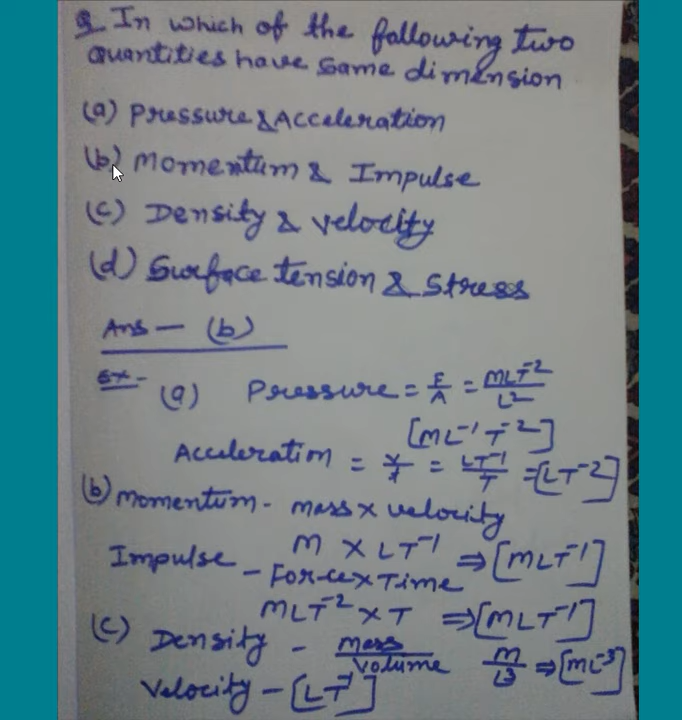 Q In which of the following two
quantities have same dimension
(a) Pressure & Acceleration
(b) Momentum & Impulse
(c) Density & velocity
(d) Surface tension & Stress
Ans — (b)
Ex - (a) Pressure = F/A = MLT⁻²/L²
[ML⁻¹T⁻²]
Acceleration = v/t = LT⁻¹/T = [LT⁻²]
(b) Momentum - mass × velocity
M × LT⁻¹ ⇒ [MLT⁻¹]
Impulse - Force × Time
MLT⁻² × T ⇒ [MLT⁻¹]
(c) Density - mass/volume M/L³ ⇒ [ML⁻³]
Velocity - [LT⁻¹]